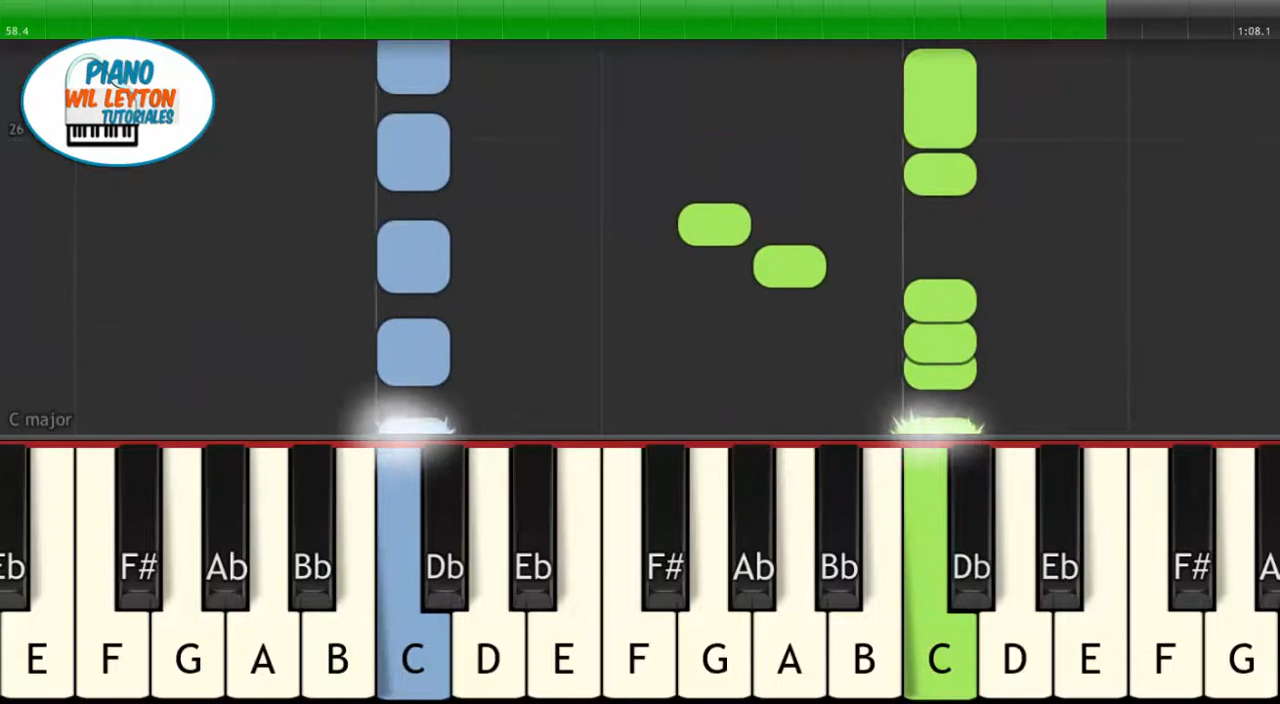 58.4
1:08.1
PIANO
WIL LEYTON
TUTORIALES
26
C major
Eb F# Ab Bb Db Eb F# Ab Bb Db Eb F# A
E F G A B C D E F G A B C D E F G